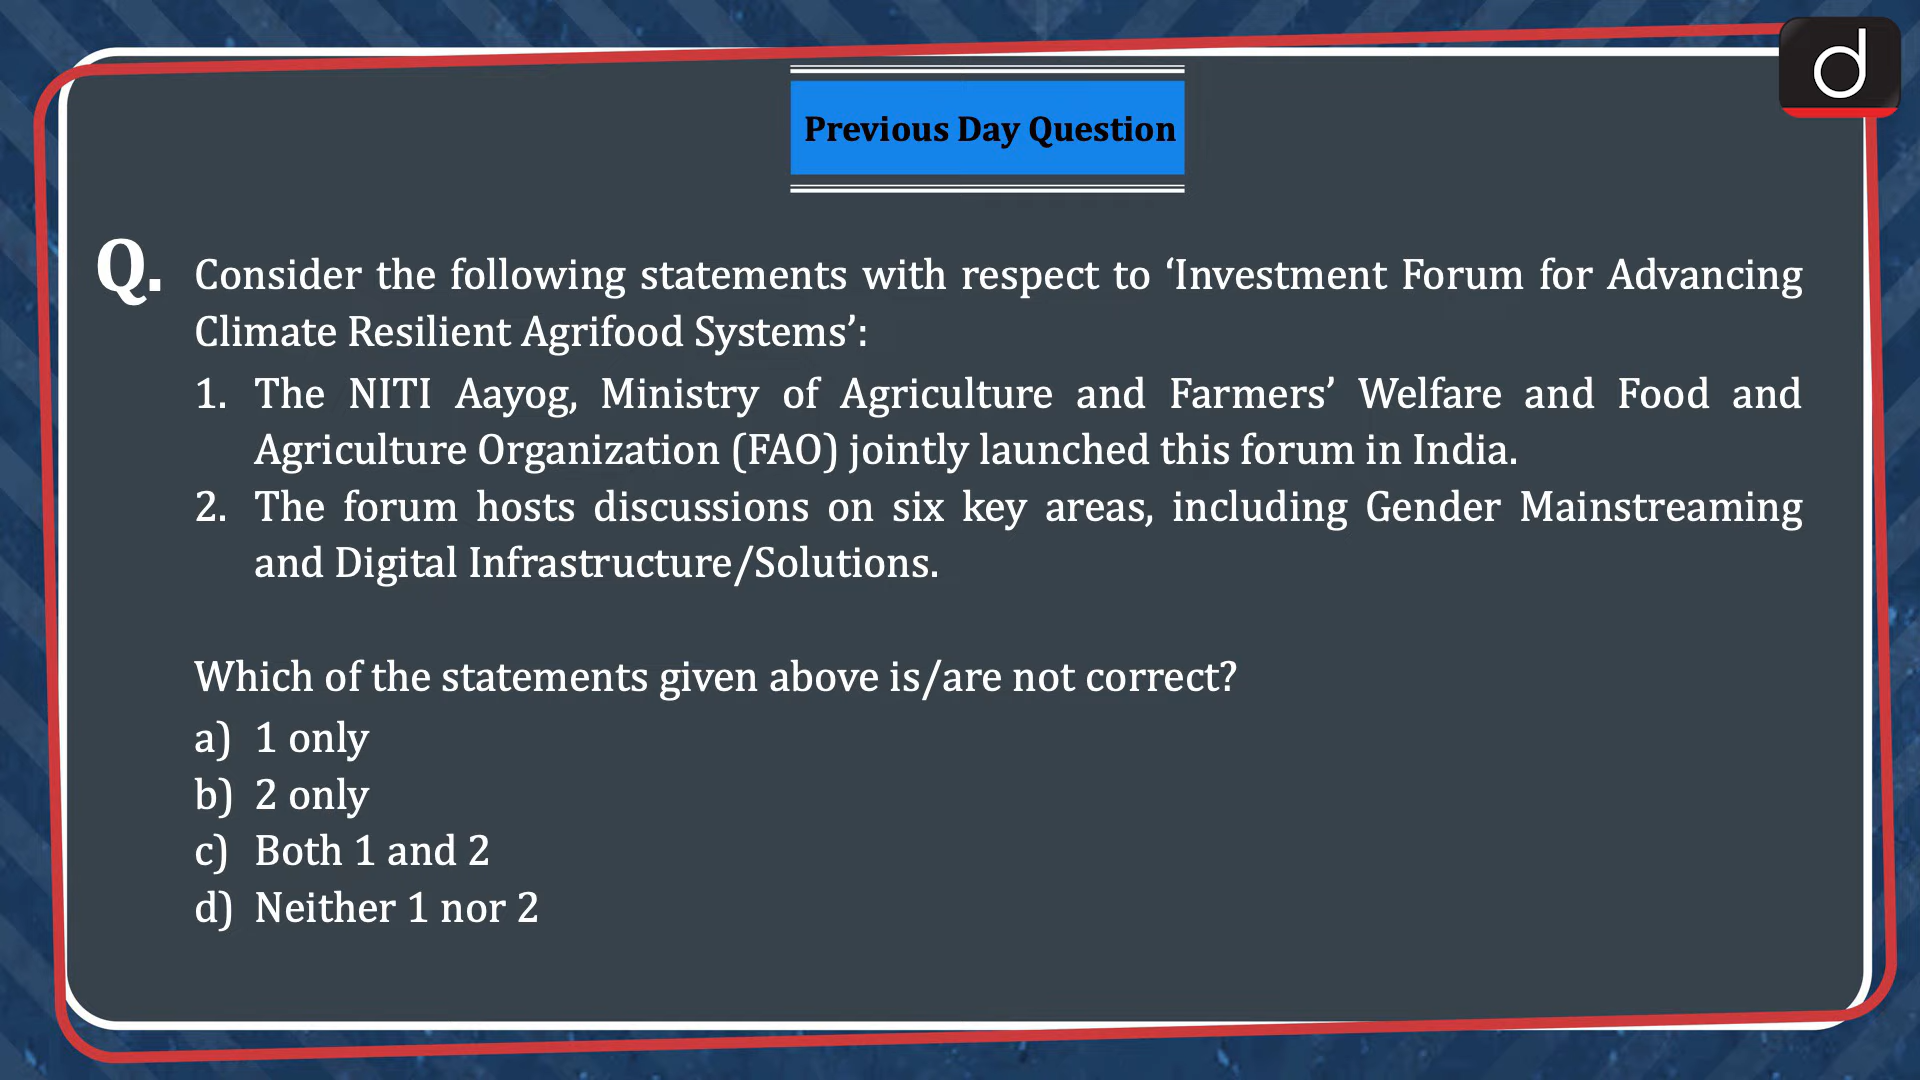 Previous Day Question
Q. Consider the following statements with respect to ‘Investment Forum for Advancing
Climate Resilient Agrifood Systems’:
1. The NITI Aayog, Ministry of Agriculture and Farmers’ Welfare and Food and
Agriculture Organization (FAO) jointly launched this forum in India.
2. The forum hosts discussions on six key areas, including Gender Mainstreaming
and Digital Infrastructure/Solutions.
Which of the statements given above is/are not correct?
a) 1 only
b) 2 only
c) Both 1 and 2
d) Neither 1 nor 2
d